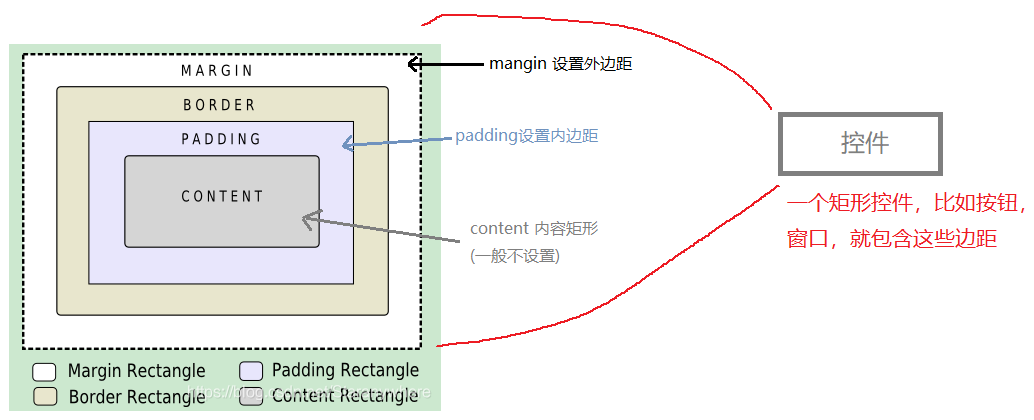 MARGIN
mangin 设置外边距
BORDER
padding设置内边距
PADDING
控件
CONTENT
一个矩形控件，比如按钮，
窗口，就包含这些边距
content 内容矩形
(一般不设置)
Margin Rectangle
Padding Rectangle
Border Rectangle
Content Rectangle